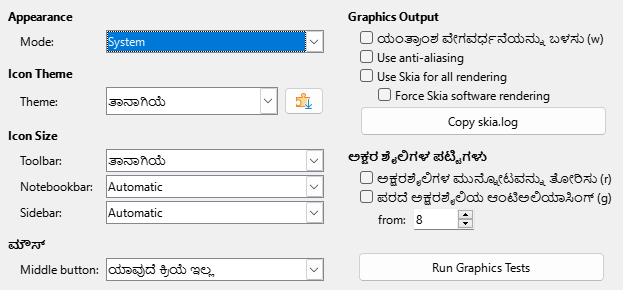 Appearance
Mode: System
Icon Theme
Theme: ತಾನಾಗಿಯೆ
Icon Size
Toolbar: ತಾನಾಗಿಯೆ
Notebookbar: Automatic
Sidebar: Automatic
ಮೌಸ್
Middle button: ಯಾವುದೆ ಕ್ರಿಯೆ ಇಲ್ಲ
Graphics Output
ಯಂತ್ರಾಂಶ ವೇಗವರ್ಧನೆಯನ್ನು ಬಳಸು (w)
Use anti-aliasing
Use Skia for all rendering
Force Skia software rendering
Copy skia.log
ಅಕ್ಷರ ಶೈಲಿಗಳ ಪಟ್ಟಿಗಳು
ಅಕ್ಷರಶೈಲಿಗಳ ಮುನ್ನೋಟವನ್ನು ತೋರಿಸು (r)
ಪರದೆ ಅಕ್ಷರಶೈಲಿಯ ಆಂಟಿಅಲಿಯಾಸಿಂಗ್ (g)
from: 8
Run Graphics Tests